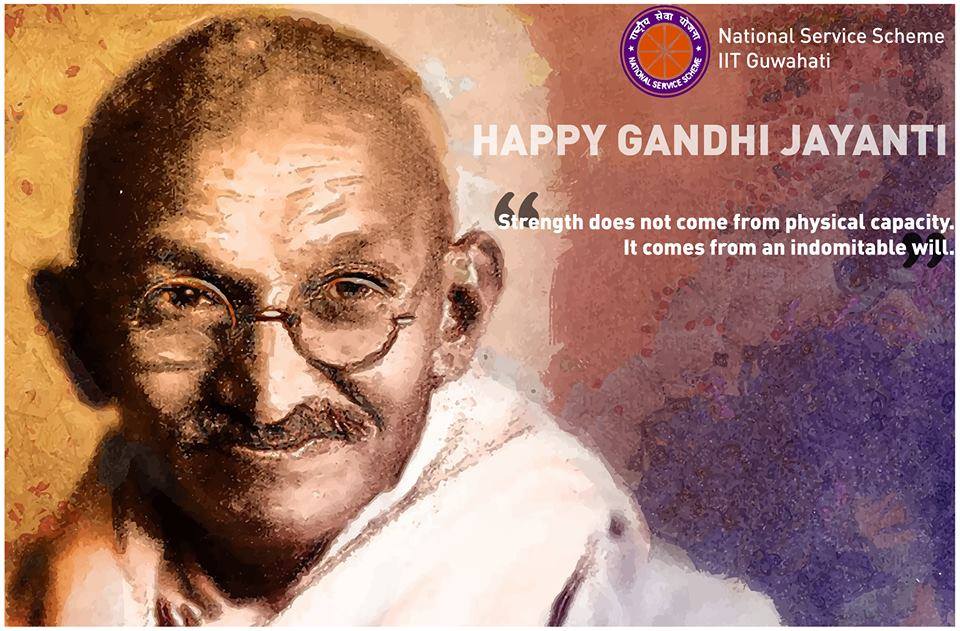 राष्ट्रीय सेवा योजना
NATIONAL SERVICE SCHEME
National Service Scheme
IIT Guwahati
HAPPY GANDHI JAYANTI
“Strength does not come from physical capacity.
It comes from an indomitable will.”